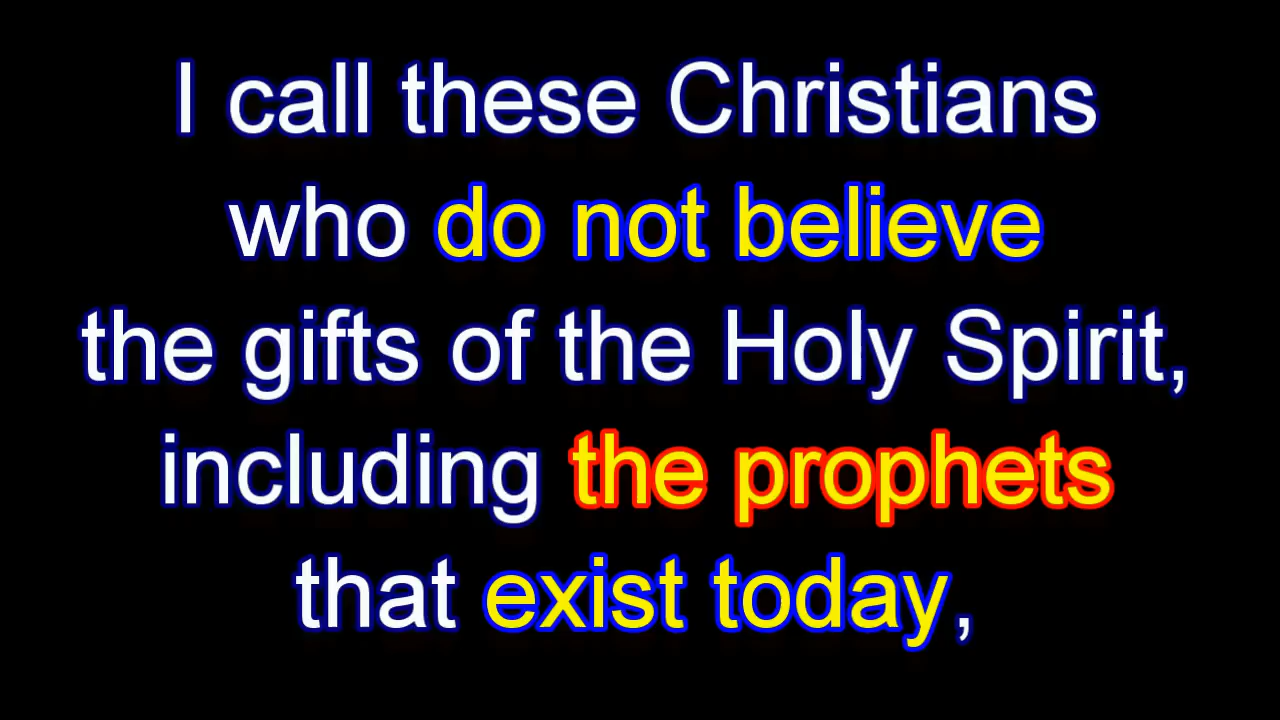 I call these Christians
who do not believe
the gifts of the Holy Spirit,
including the prophets
that exist today,